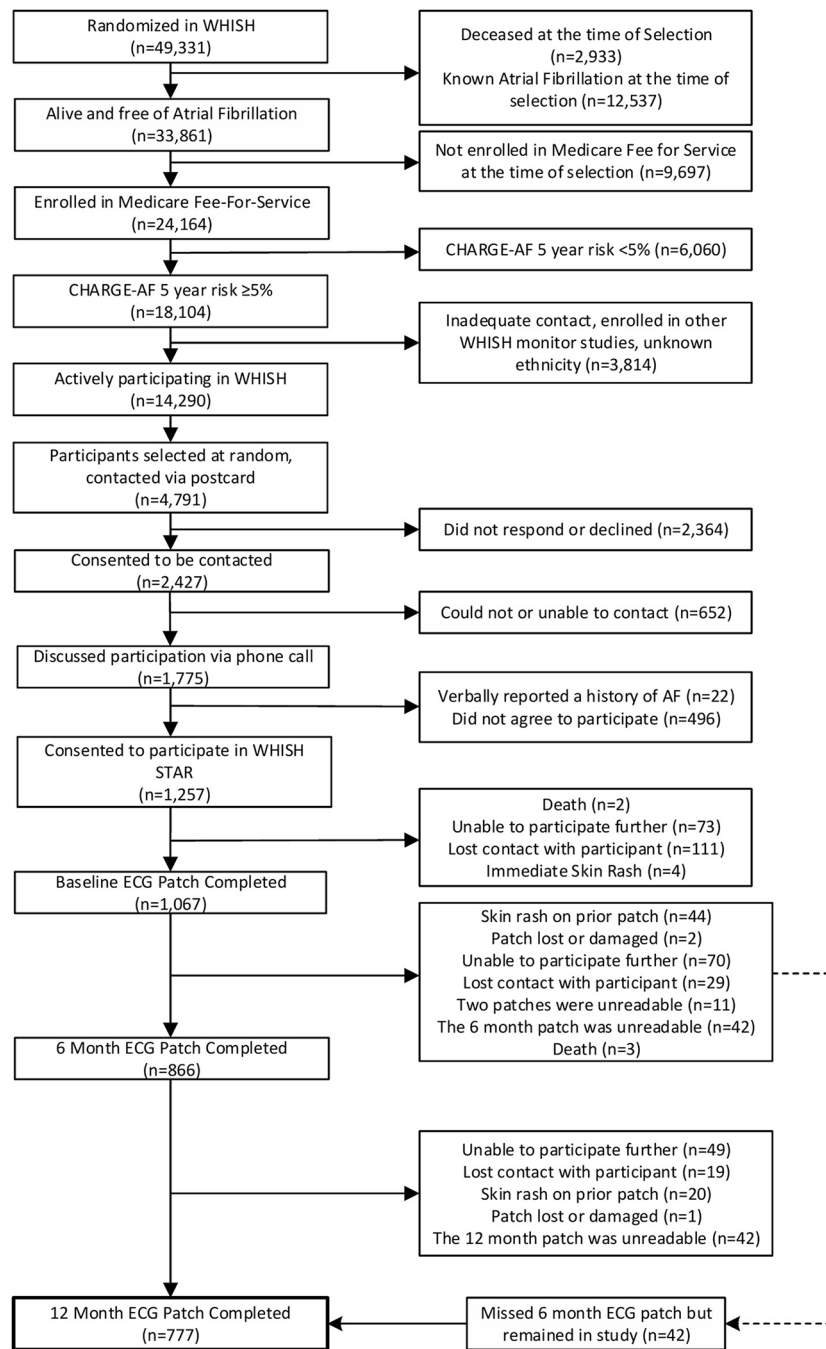 Randomized in WHISH
(n=49,331)
Deceased at the time of Selection
(n=2,933)
Known Atrial Fibrillation at the time of
selection (n=12,537)
Alive and free of Atrial Fibrillation
(n=33,861)
Not enrolled in Medicare Fee for Service
at the time of selection (n=9,697)
Enrolled in Medicare Fee-For-Service
(n=24,164)
CHARGE-AF 5 year risk <5% (n=6,060)
CHARGE-AF 5 year risk ≥5%
(n=18,104)
Inadequate contact, enrolled in other
WHISH monitor studies, unknown
ethnicity (n=3,814)
Actively participating in WHISH
(n=14,290)
Participants selected at random,
contacted via postcard
(n=4,791)
Did not respond or declined (n=2,364)
Consented to be contacted
(n=2,427)
Could not or unable to contact (n=652)
Discussed participation via phone call
(n=1,775)
Verbally reported a history of AF (n=22)
Did not agree to participate (n=496)
Consented to participate in WHISH
STAR
(n=1,257)
Death (n=2)
Unable to participate further (n=73)
Lost contact with participant (n=111)
Immediate Skin Rash (n=4)
Baseline ECG Patch Completed
(n=1,067)
Skin rash on prior patch (n=44)
Patch lost or damaged (n=2)
Unable to participate further (n=70)
Lost contact with participant (n=29)
Two patches were unreadable (n=11)
The 6 month patch was unreadable (n=42)
Death (n=3)
6 Month ECG Patch Completed
(n=866)
Unable to participate further (n=49)
Lost contact with participant (n=19)
Skin rash on prior patch (n=20)
Patch lost or damaged (n=1)
The 12 month patch was unreadable (n=42)
12 Month ECG Patch Completed
(n=777)
Missed 6 month ECG patch but
remained in study (n=42)